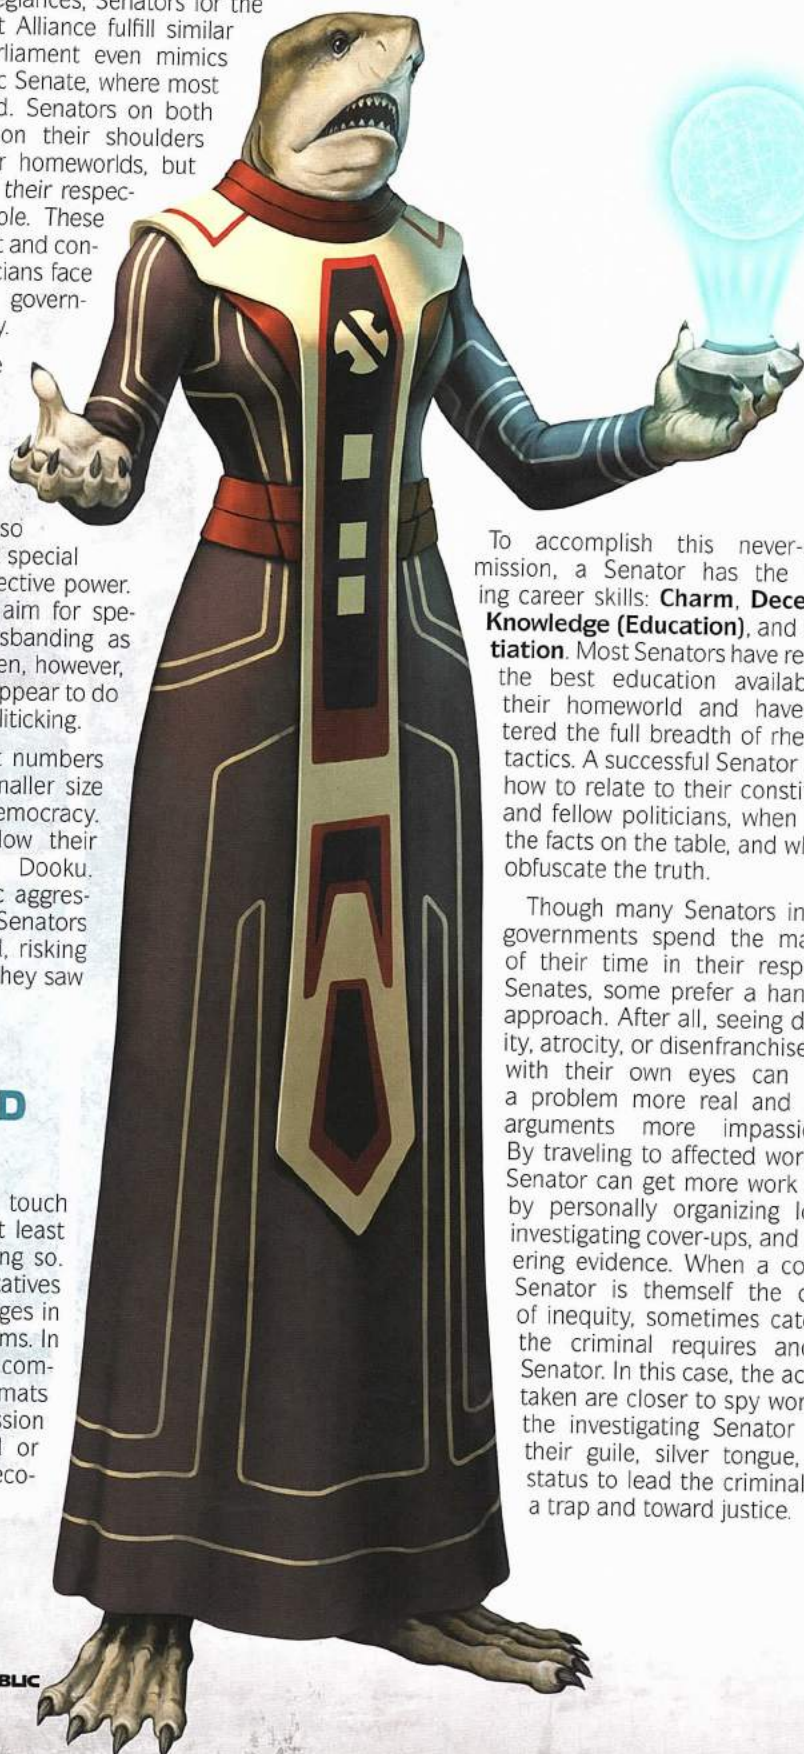 egiances, Senators for the
t Alliance fulfill similar
rliament even mimics
c Senate, where most
d. Senators on both
on their shoulders
r homeworlds, but
their respec-
ole. These
t and con-
cians face
govern-
y.
e
so
special
ective power.
aim for spe-
sbanding as
en, however,
ppear to do
liticking.
t numbers
maller size
emocracy.
low their
Dooku.
c aggres-
Senators
l, risking
they saw
D
touch
t least
ng so.
tatives
ges in
ms. In
com-
mats
ssion
l or
eco-
BLIC
To accomplish this never-
mission, a Senator has the
ing career skills: Charm, Dece
Knowledge (Education), and
tiation. Most Senators have re
the best education availab
their homeworld and have
tered the full breadth of rhe
tactics. A successful Senator
how to relate to their consti
and fellow politicians, when
the facts on the table, and wh
obfuscate the truth.
Though many Senators in
governments spend the ma
of their time in their resp
Senates, some prefer a han
approach. After all, seeing d
ity, atrocity, or disenfranchise
with their own eyes can
a problem more real and
arguments more impassio
By traveling to affected wor
Senator can get more work
by personally organizing lo
investigating cover-ups, and
ering evidence. When a co
Senator is themself the c
of inequity, sometimes catc
the criminal requires ano
Senator. In this case, the ac
taken are closer to spy wor
the investigating Senator
their guile, silver tongue,
status to lead the criminal
a trap and toward justice.